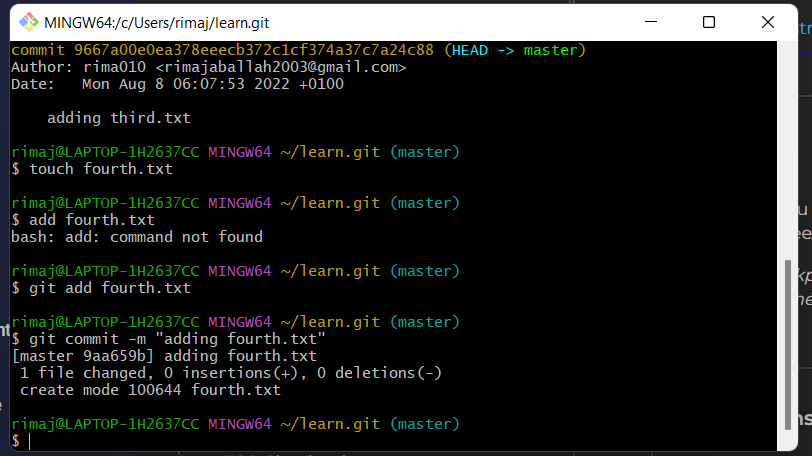 MINGW64:/c/Users/rimaj/learn.git
commit 9667a00e0ea378eeecb372c1cf374a37c7a24c88 (HEAD -> master)
Author: rima010 <rimajaballah2003@gmail.com>
Date:   Mon Aug 8 06:07:53 2022 +0100
    adding third.txt
rimaj@LAPTOP-1H2637CC MINGW64 ~/learn.git (master)
$ touch fourth.txt
rimaj@LAPTOP-1H2637CC MINGW64 ~/learn.git (master)
$ add fourth.txt
bash: add: command not found
rimaj@LAPTOP-1H2637CC MINGW64 ~/learn.git (master)
$ git add fourth.txt
rimaj@LAPTOP-1H2637CC MINGW64 ~/learn.git (master)
$ git commit -m "adding fourth.txt"
[master 9aa659b] adding fourth.txt
 1 file changed, 0 insertions(+), 0 deletions(-)
 create mode 100644 fourth.txt
rimaj@LAPTOP-1H2637CC MINGW64 ~/learn.git (master)
$